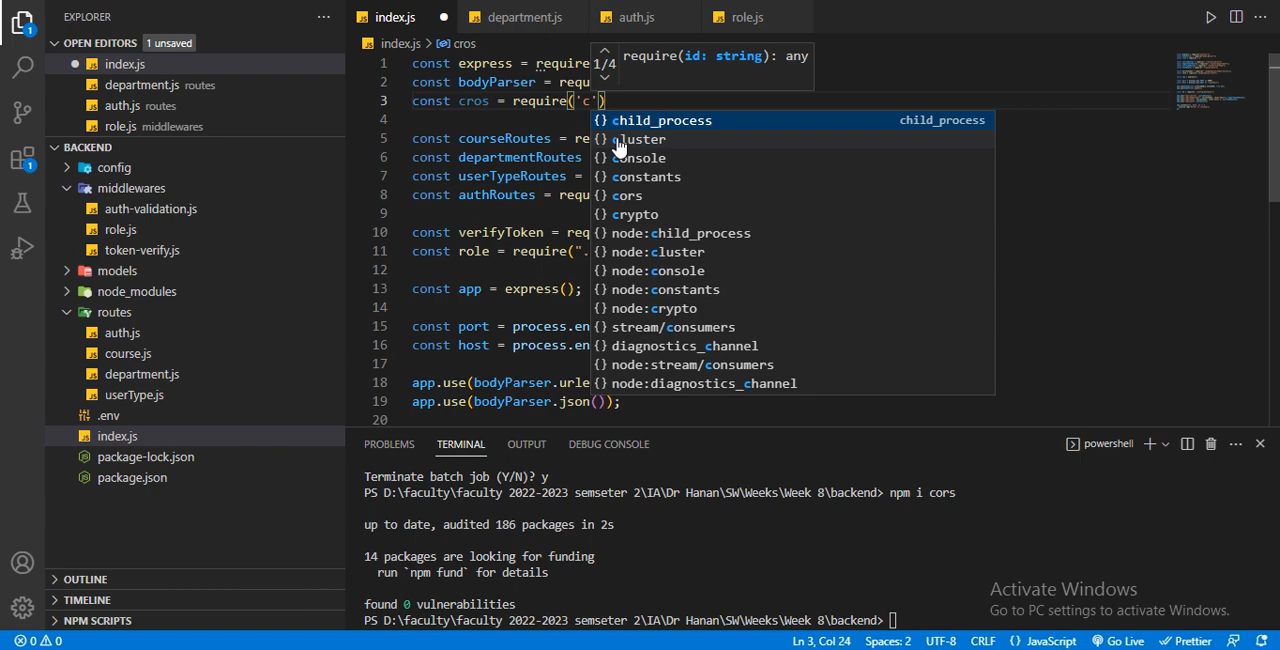 EXPLORER
OPEN EDITORS 1 unsaved
index.js
department.js routes
auth.js routes
role.js middlewares
BACKEND
config
middlewares
auth-validation.js
role.js
token-verify.js
models
node_modules
routes
auth.js
course.js
department.js
userType.js
.env
index.js
package-lock.json
package.json
OUTLINE
TIMELINE
NPM SCRIPTS
index.js department.js auth.js role.js
index.js > cros
1 const express = require
2 const bodyParser = requ
3 const cros = require('c')
4
5 const courseRoutes = re
6 const departmentRoutes
7 const userTypeRoutes =
8 const authRoutes = requ
9
10 const verifyToken = req
11 const role = require(".
12
13 const app = express();
14
15 const port = process.en
16 const host = process.en
17
18 app.use(bodyParser.urle
19 app.use(bodyParser.json());
20
1/4 require(id: string): any
{} child_process child_process
{} cluster
{} console
{} constants
{} cors
{} crypto
{} node:child_process
{} node:cluster
{} node:console
{} node:constants
{} node:crypto
{} stream/consumers
{} diagnostics_channel
{} node:stream/consumers
{} node:diagnostics_channel
PROBLEMS TERMINAL OUTPUT DEBUG CONSOLE powershell
Terminate batch job (Y/N)? y
PS D:\faculty\faculty 2022-2023 semseter 2\IA\Dr Hanan\SW\Weeks\Week 8\backend> npm i cors
up to date, audited 186 packages in 2s
14 packages are looking for funding
run `npm fund` for details
found 0 vulnerabilities
PS D:\faculty\faculty 2022-2023 semseter 2\IA\Dr Hanan\SW\Weeks\Week 8\backend>
Activate Windows
Go to PC settings to activate Windows.
0 0 Ln 3, Col 24 Spaces: 2 UTF-8 CRLF {} JavaScript Go Live Prettier